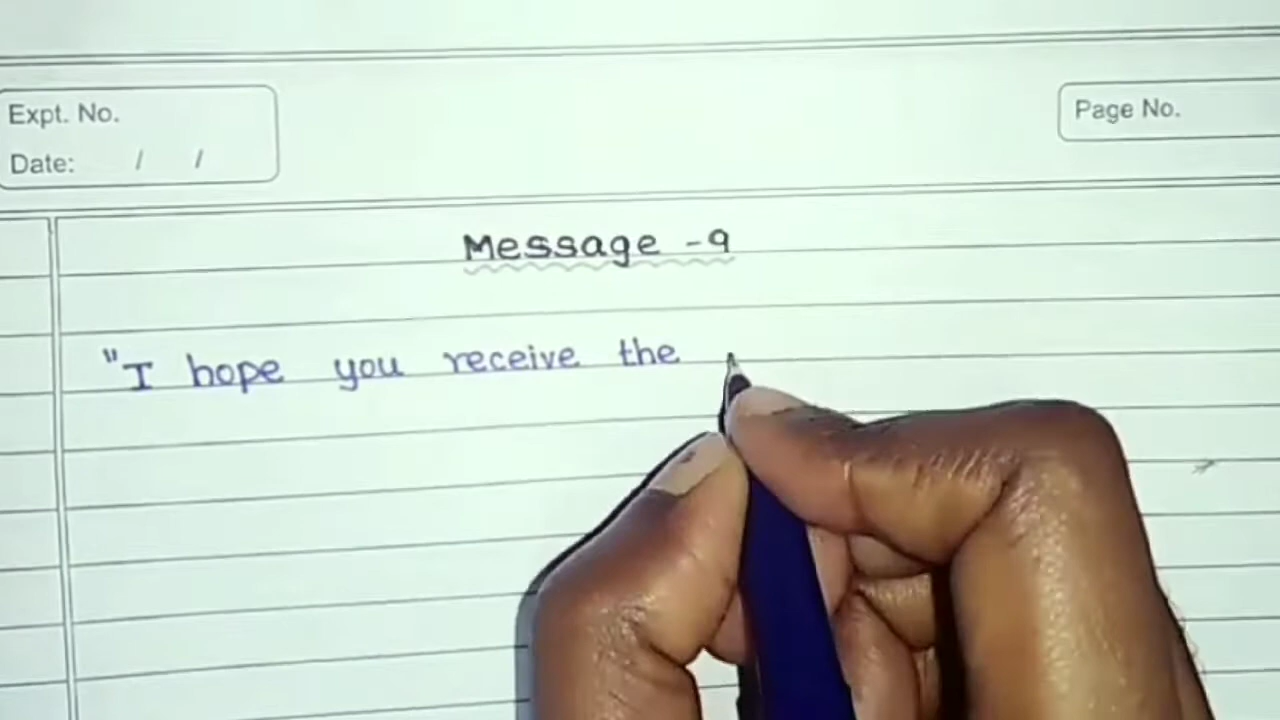 Expt. No.
Page No.
Date: / /
Message -9
"I hope you receive the